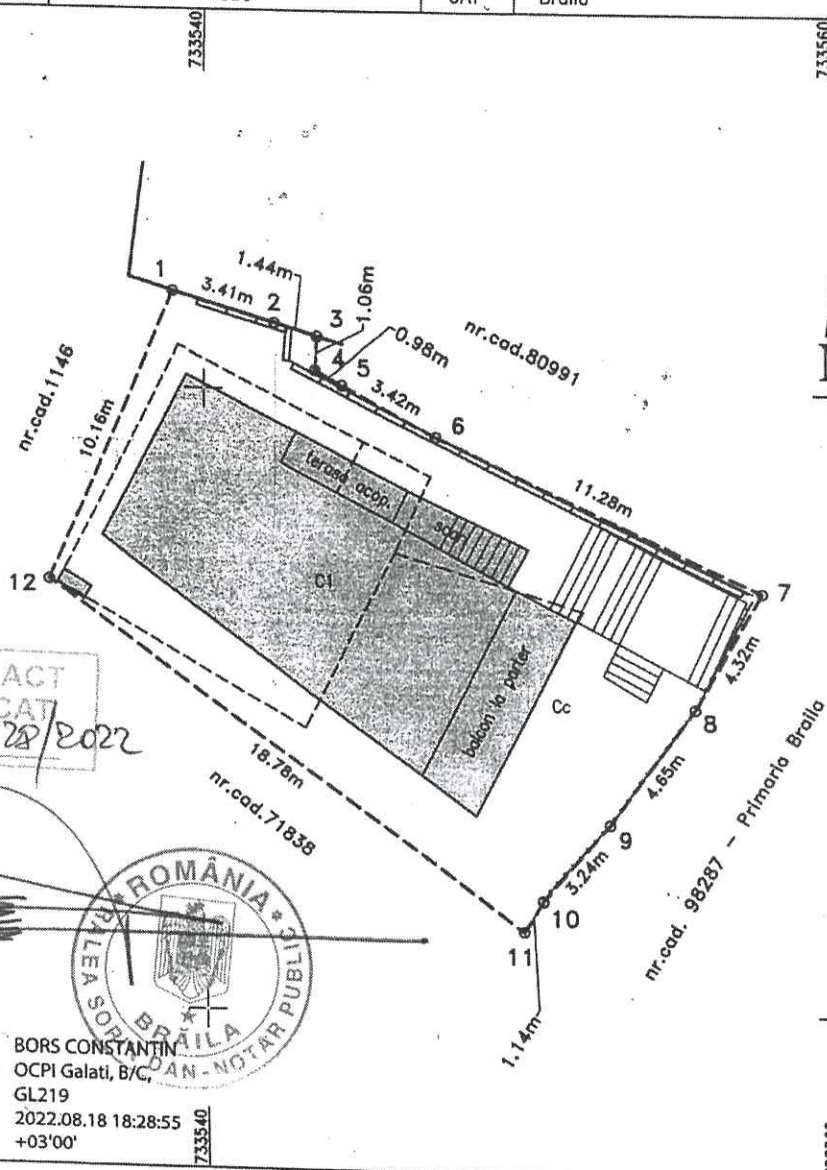 Braila
733540
733560
1
3.41m
1.44m
2
3
1.06m
4
5
0.98m
3.42m
6
nr.cad.80991
11.28m
7
nr.cad.1146
10.16m
12
terasă acop.
C1
balcon la parter
Cc
4.32m
8
4.65m
9
3.24m
10
11
1.14m
18.78m
nr.cad.71838
nr.cad. 98287 - Primaria Braila
28/2022
ROMÂNIA
BRĂILA
BORS CONSTANTIN
OCPI Galati, B/C,
GL219
2022.08.18 18:28:55
+03'00'
733540